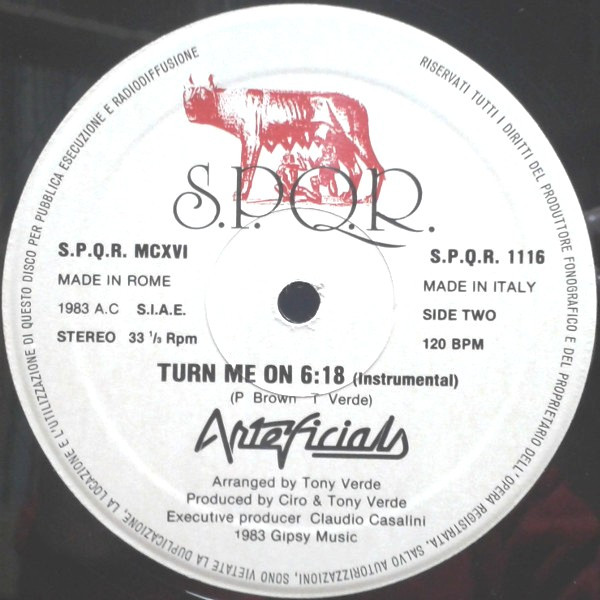 RISERVATI TUTTI I DIRITTI DEL PRODUTTORE FONOGRAFICO E DEL PROPRIETARIO DELL'OPERA REGISTRATA. SALVO AUTORIZZAZIONI, SONO VIETATE LA DUPLICAZIONE, LA LOCAZIONE E L'UTILIZZAZIONE DI QUESTO DISCO PER PUBBLICA ESECUZIONE E RADIODIFFUSIONE
S.P.Q.R.
S.P.Q.R. MCXVI
MADE IN ROME
1983 A.C S.I.A.E.
STEREO 33 ⅓ Rpm
S.P.Q.R. 1116
MADE IN ITALY
SIDE TWO
120 BPM
TURN ME ON 6:18 (Instrumental)
(P Brown T Verde)
Arteficials
Arranged by Tony Verde
Produced by Ciro & Tony Verde
Executive producer Claudio Casalini
1983 Gipsy Music